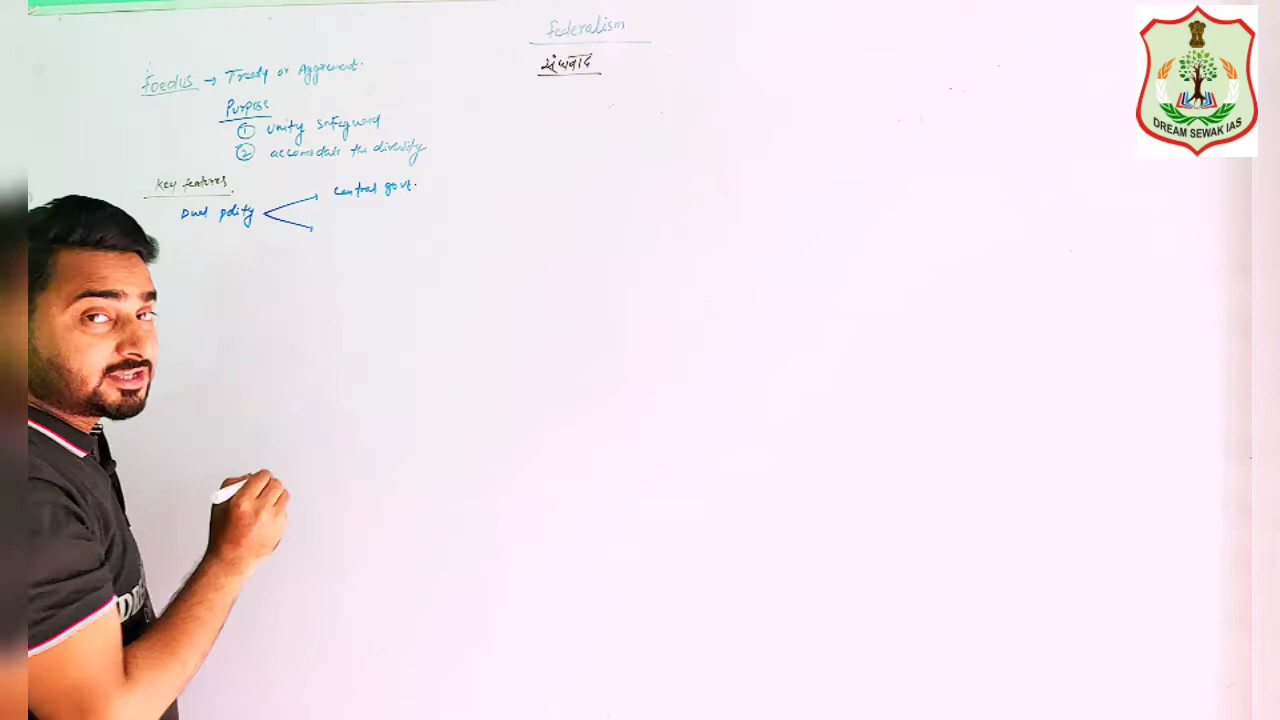 federalism
संघवाद
foedus → Treaty or Aggrement.
Purpose
① unity safeguard
② accomodate the diversity
Key features
Dual polity
central govt.
DREAM SEWAK IAS